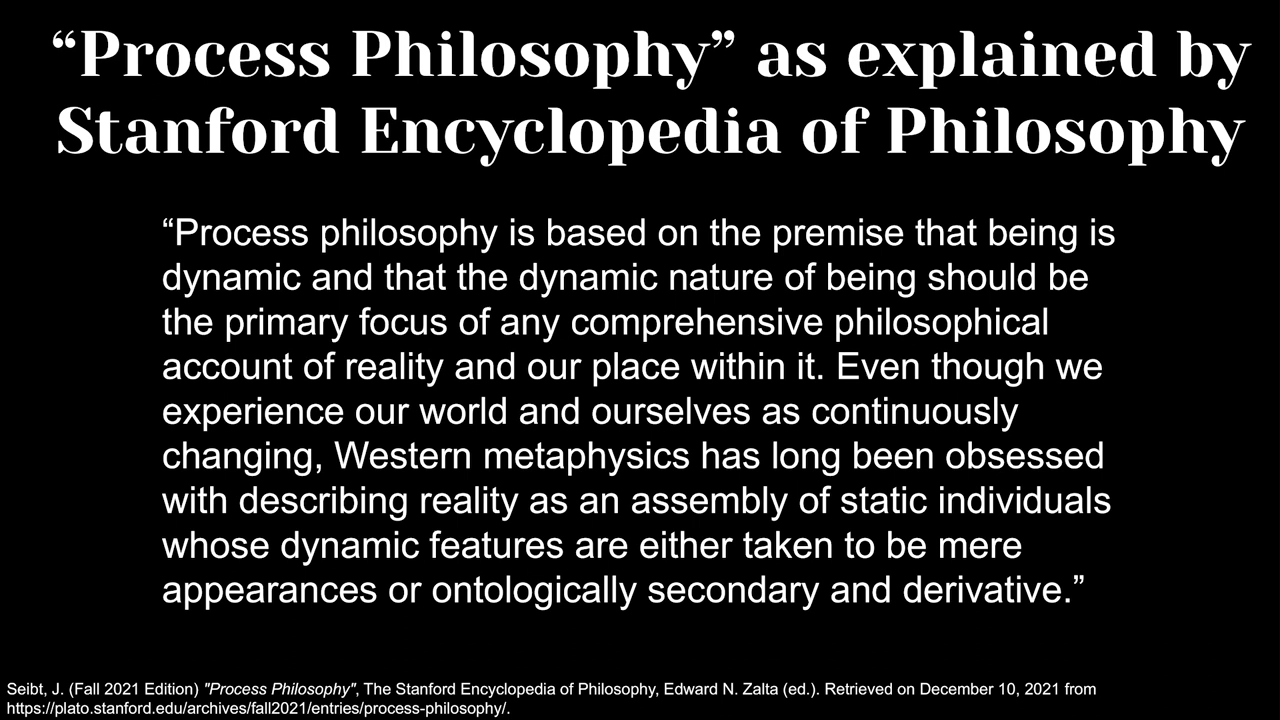 “Process Philosophy” as explained by
Stanford Encyclopedia of Philosophy
“Process philosophy is based on the premise that being is
dynamic and that the dynamic nature of being should be
the primary focus of any comprehensive philosophical
account of reality and our place within it. Even though we
experience our world and ourselves as continuously
changing, Western metaphysics has long been obsessed
with describing reality as an assembly of static individuals
whose dynamic features are either taken to be mere
appearances or ontologically secondary and derivative.”
Seibt, J. (Fall 2021 Edition) "Process Philosophy", The Stanford Encyclopedia of Philosophy, Edward N. Zalta (ed.). Retrieved on December 10, 2021 from
https://plato.stanford.edu/archives/fall2021/entries/process-philosophy/.